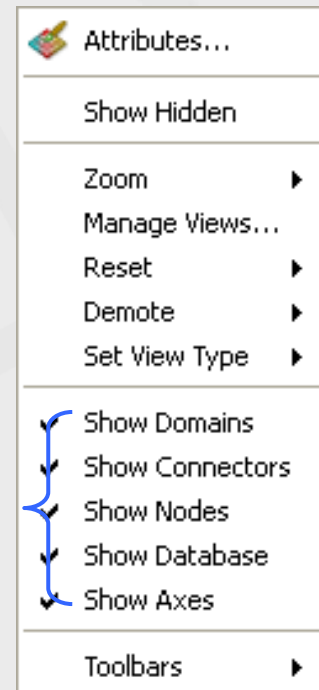 Attributes...
Show Hidden
Zoom
Manage Views...
Reset
Demote
Set View Type
Show Domains
Show Connectors
Show Nodes
Show Database
Show Axes
Toolbars